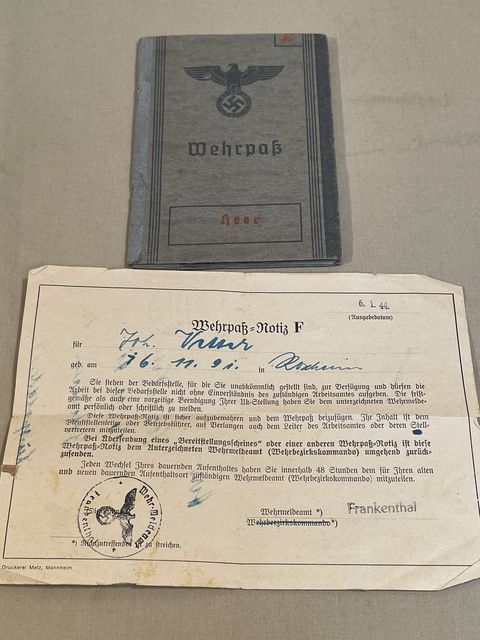 Wehrpaß
Heer
6. 1. 44.
(Ausgabedatum)
Wehrpaß-Notiz F
für Joh.
geb. am 26. 11. 91. in
Sie stehen der Bedarfsstelle, für die Sie unabkömmlich gestellt sind, zur Verfügung und dürfen die
Arbeit bei dieser Bedarfsstelle nicht ohne Einverständnis des zuständigen Arbeitsamtes aufgeben. Die frist-
gemäße als auch eine vorzeitige Beendigung Ihrer Uk-Stellung haben Sie dem unterzeichneten Wehrmelde-
amt persönlich oder schriftlich zu melden.
Diese Wehrpaß-Notiz ist sicher aufzubewahren und dem Wehrpaß beizufügen. Ihr Inhalt ist dem
Dienststellenleiter oder Betriebsführer, auf Verlangen auch dem Leiter des Arbeitsamtes oder deren Stell-
vertretern mitzuteilen.
Bei Übersendung eines „Bereitstellungsscheines" oder einer anderen Wehrpaß-Notiz ist diese
Wehrpaß-Notiz dem Unterzeichneten Wehrmeldeamt (Wehrbezirkskommando) umgehend zurück-
zusenden.
Jeden Wechsel Ihres dauernden Aufenthaltes haben Sie innerhalb 48 Stunden dem für Ihren alten
und neuen dauernden Aufenthaltsort zuständigen Wehrmeldeamt (Wehrbezirkskommando) mitzuteilen.
Wehrmeldeamt *) Frankenthal
Wehrbezirkskommando *)
*) Nichtzutreffendes ist zu streichen.
Druckerei Metz, Mannheim